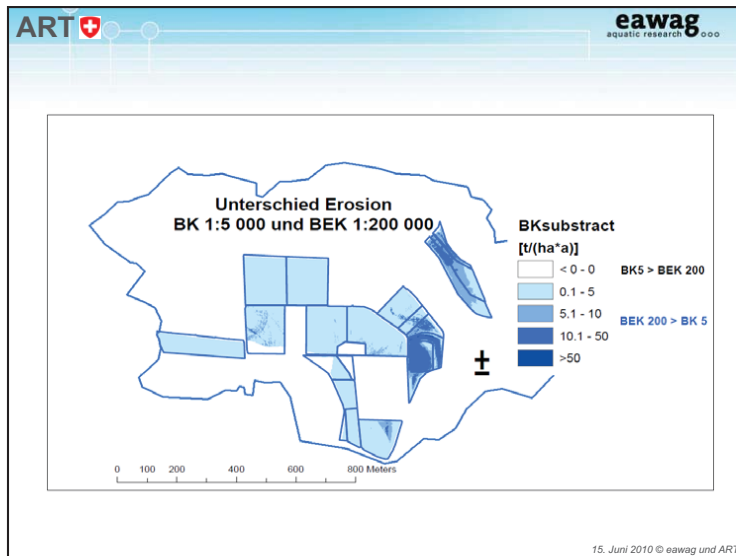 ART
eawag
aquatic research
Unterschied Erosion
BK 1:5 000 und BEK 1:200 000
BKsubstract
[t/(ha*a)]
< 0 - 0 BK5 > BEK 200
0.1 - 5
5.1 - 10 BEK 200 > BK 5
10.1 - 50
>50
±
0 100 200 400 600 800 Meters
15. Juni 2010 © eawag und ART